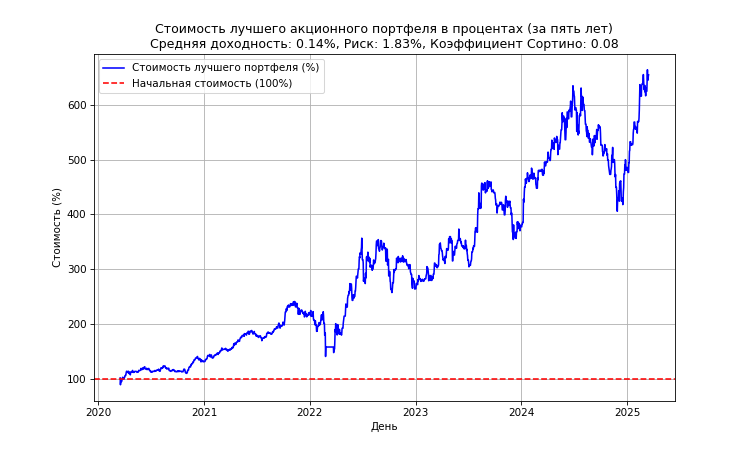 Стоимость лучшего акционного портфеля в процентах (за пять лет)
Средняя доходность: 0.14%, Риск: 1.83%, Коэффициент Сортино: 0.08
Стоимость лучшего портфеля (%)
Начальная стоимость (100%)
Стоимость (%)
600
500
400
300
200
100
2020
2021
2022
2023
2024
2025
День